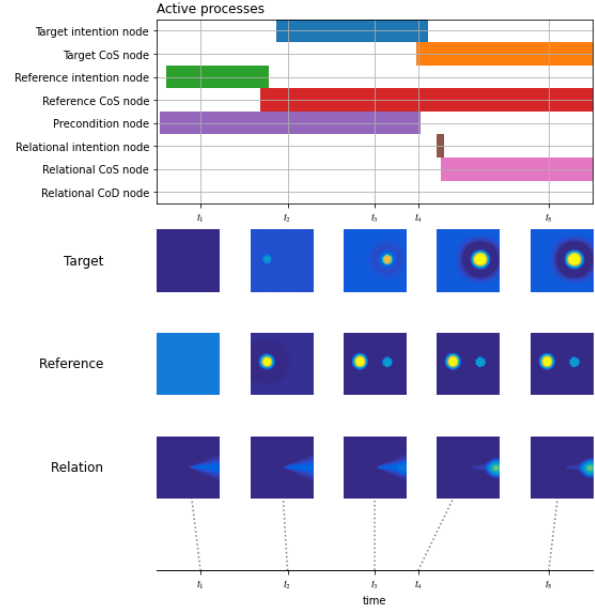 Active processes
Target intention node
Target CoS node
Reference intention node
Reference CoS node
Precondition node
Relational intention node
Relational CoS node
Relational CoD node
t₁ t₂ t₃ t₄ t₅
Target
Reference
Relation
t₁ t₂ t₃ t₄ t₅
time